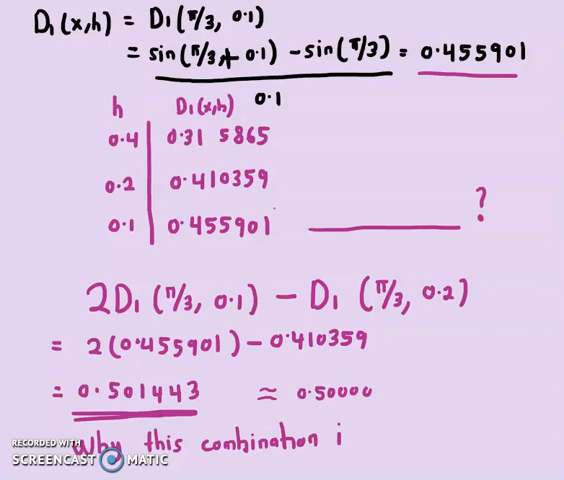 D₁(x,h) = D₁(π/3, 0.1)
= sin(π/3 + 0.1) - sin(π/3) = 0.455901
0.1
h D₁(x,h)
0.4 0.315865
0.2 0.410359
0.1 0.455901 ?
2D₁(π/3, 0.1) - D₁(π/3, 0.2)
= 2(0.455901) - 0.410359
= 0.501443 ≈ 0.50000
Why this combination i
RECORDED WITH
SCREENCAST MATIC